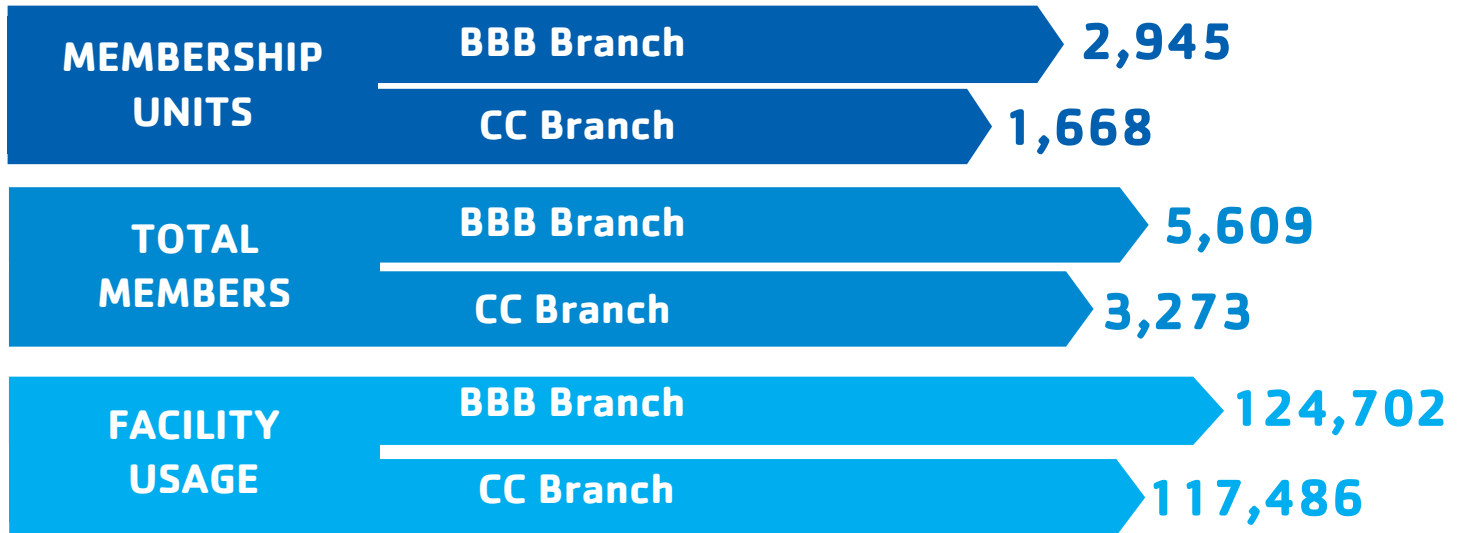 MEMBERSHIP
UNITS
BBB Branch
2,945
CC Branch
1,668
TOTAL
MEMBERS
BBB Branch
5,609
CC Branch
3,273
FACILITY
USAGE
BBB Branch
124,702
CC Branch
117,486